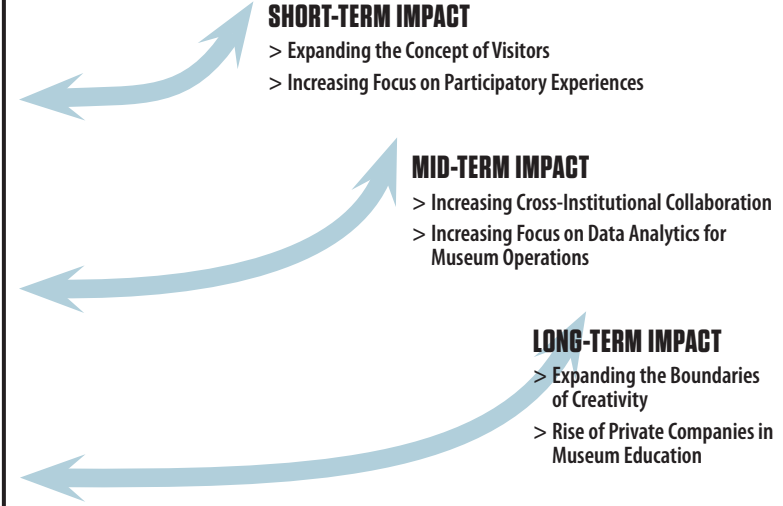 SHORT-TERM IMPACT
> Expanding the Concept of Visitors
> Increasing Focus on Participatory Experiences
MID-TERM IMPACT
> Increasing Cross-Institutional Collaboration
> Increasing Focus on Data Analytics for
Museum Operations
LONG-TERM IMPACT
> Expanding the Boundaries
of Creativity
> Rise of Private Companies in
Museum Education